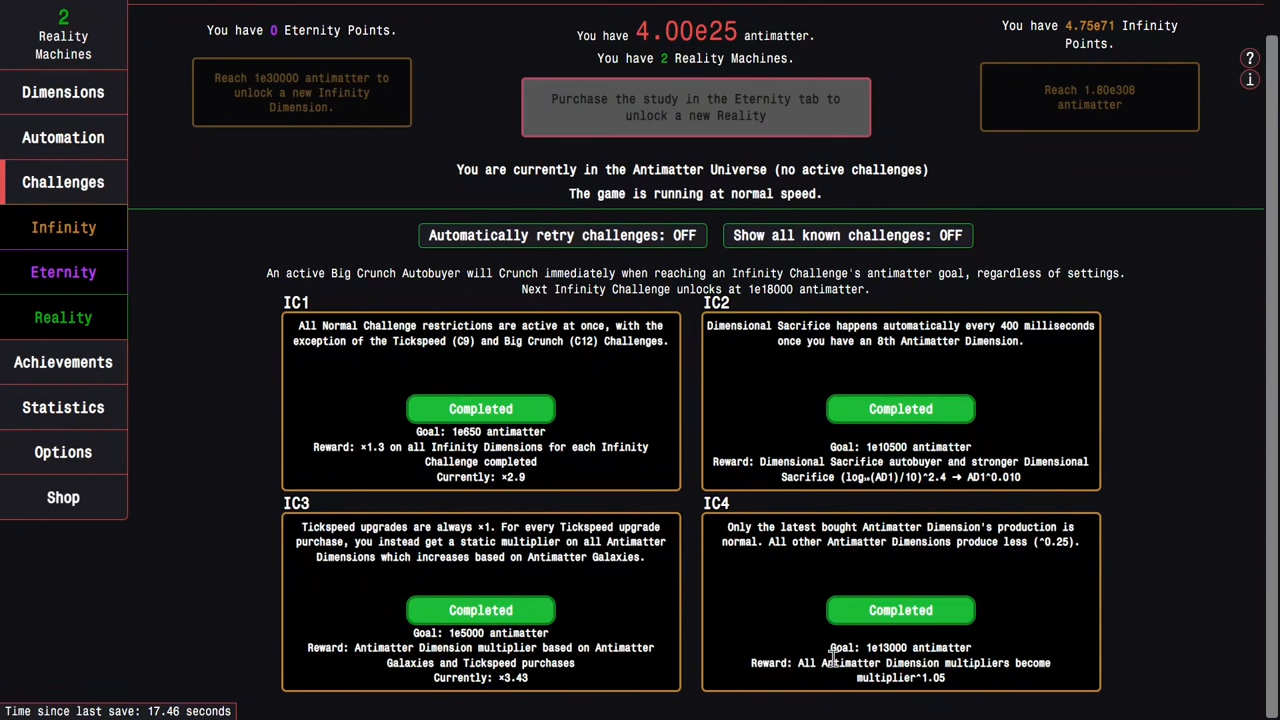 2
Reality
Machines
Dimensions
Automation
Challenges
Infinity
Eternity
Reality
Achievements
Statistics
Options
Shop
You have 0 Eternity Points.
Reach 1e30000 antimatter to
unlock a new Infinity
Dimension.
You have 4.00e25 antimatter.
You have 2 Reality Machines.
Purchase the study in the Eternity tab to
unlock a new Reality
You have 4.75e71 Infinity
Points.
Reach 1.80e308
antimatter
?
i
You are currently in the Antimatter Universe (no active challenges)
The game is running at normal speed.
Automatically retry challenges: OFF
Show all known challenges: OFF
An active Big Crunch Autobuyer will Crunch immediately when reaching an Infinity Challenge's antimatter goal, regardless of settings.
Next Infinity Challenge unlocks at 1e18000 antimatter.
IC1
All Normal Challenge restrictions are active at once, with the
exception of the Tickspeed (C9) and Big Crunch (C12) Challenges.
Completed
Goal: 1e650 antimatter
Reward: ×1.3 on all Infinity Dimensions for each Infinity
Challenge completed
Currently: ×2.9
IC2
Dimensional Sacrifice happens automatically every 400 milliseconds
once you have an 8th Antimatter Dimension.
Completed
Goal: 1e10500 antimatter
Reward: Dimensional Sacrifice autobuyer and stronger Dimensional
Sacrifice (log₁₀(AD1)/10)^2.4 → AD1^0.010
IC3
Tickspeed upgrades are always ×1. For every Tickspeed upgrade
purchase, you instead get a static multiplier on all Antimatter
Dimensions which increases based on Antimatter Galaxies.
Completed
Goal: 1e5000 antimatter
Reward: Antimatter Dimension multiplier based on Antimatter
Galaxies and Tickspeed purchases
Currently: ×3.43
IC4
Only the latest bought Antimatter Dimension's production is
normal. All other Antimatter Dimensions produce less (^0.25).
Completed
Goal: 1e13000 antimatter
Reward: All Antimatter Dimension multipliers become
multiplier^1.05
Time since last save: 17.46 seconds